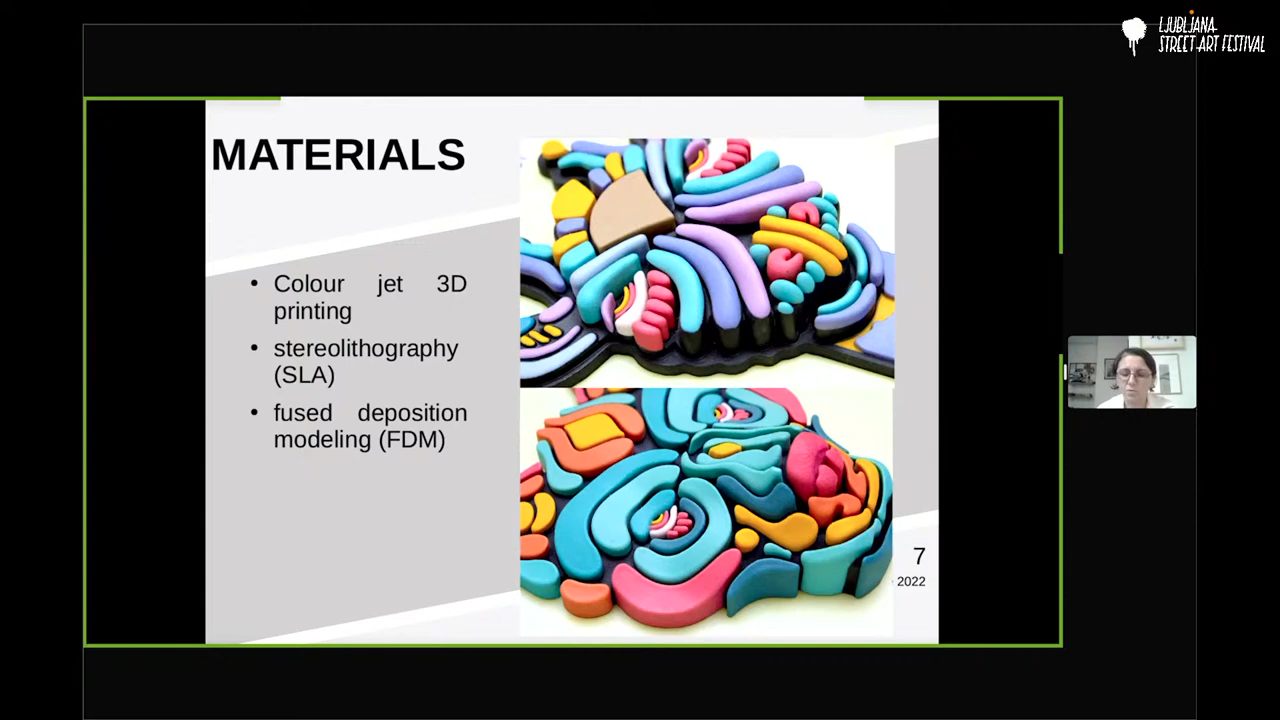 LJUBLJANA
STREET ART FESTIVAL
MATERIALS
• Colour jet 3D
printing
• stereolithography
(SLA)
• fused deposition
modeling (FDM)
7
2022